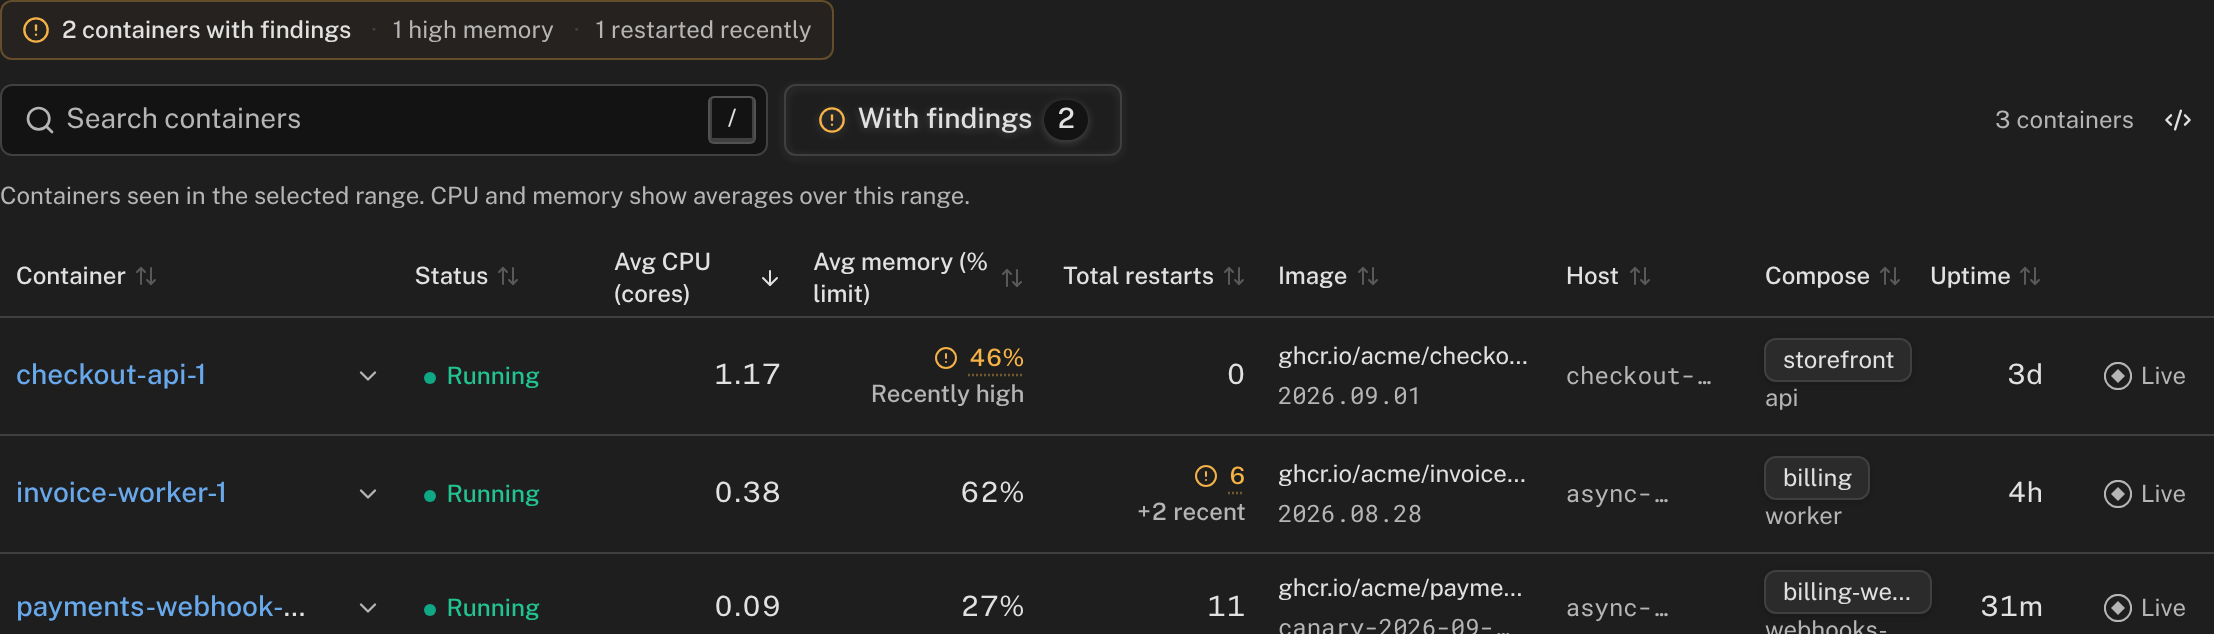 2 containers with findings · 1 high memory · 1 restarted recently
Search containers /
With findings 2
3 containers </>
Containers seen in the selected range. CPU and memory show averages over this range.
Container Status Avg CPU (cores) Avg memory (% limit) Total restarts Image Host Compose Uptime
checkout-api-1 Running 1.17 46% 0 ghcr.io/acme/checko... checkout-... storefront 3d Live
Recently high 2026.09.01 api
invoice-worker-1 Running 0.38 62% 6 ghcr.io/acme/invoice... async-... billing 4h Live
+2 recent 2026.08.28 worker
payments-webhook-... Running 0.09 27% 11 ghcr.io/acme/payme... async-... billing-we... 31m Live
canary-2026-09-... webhooks-